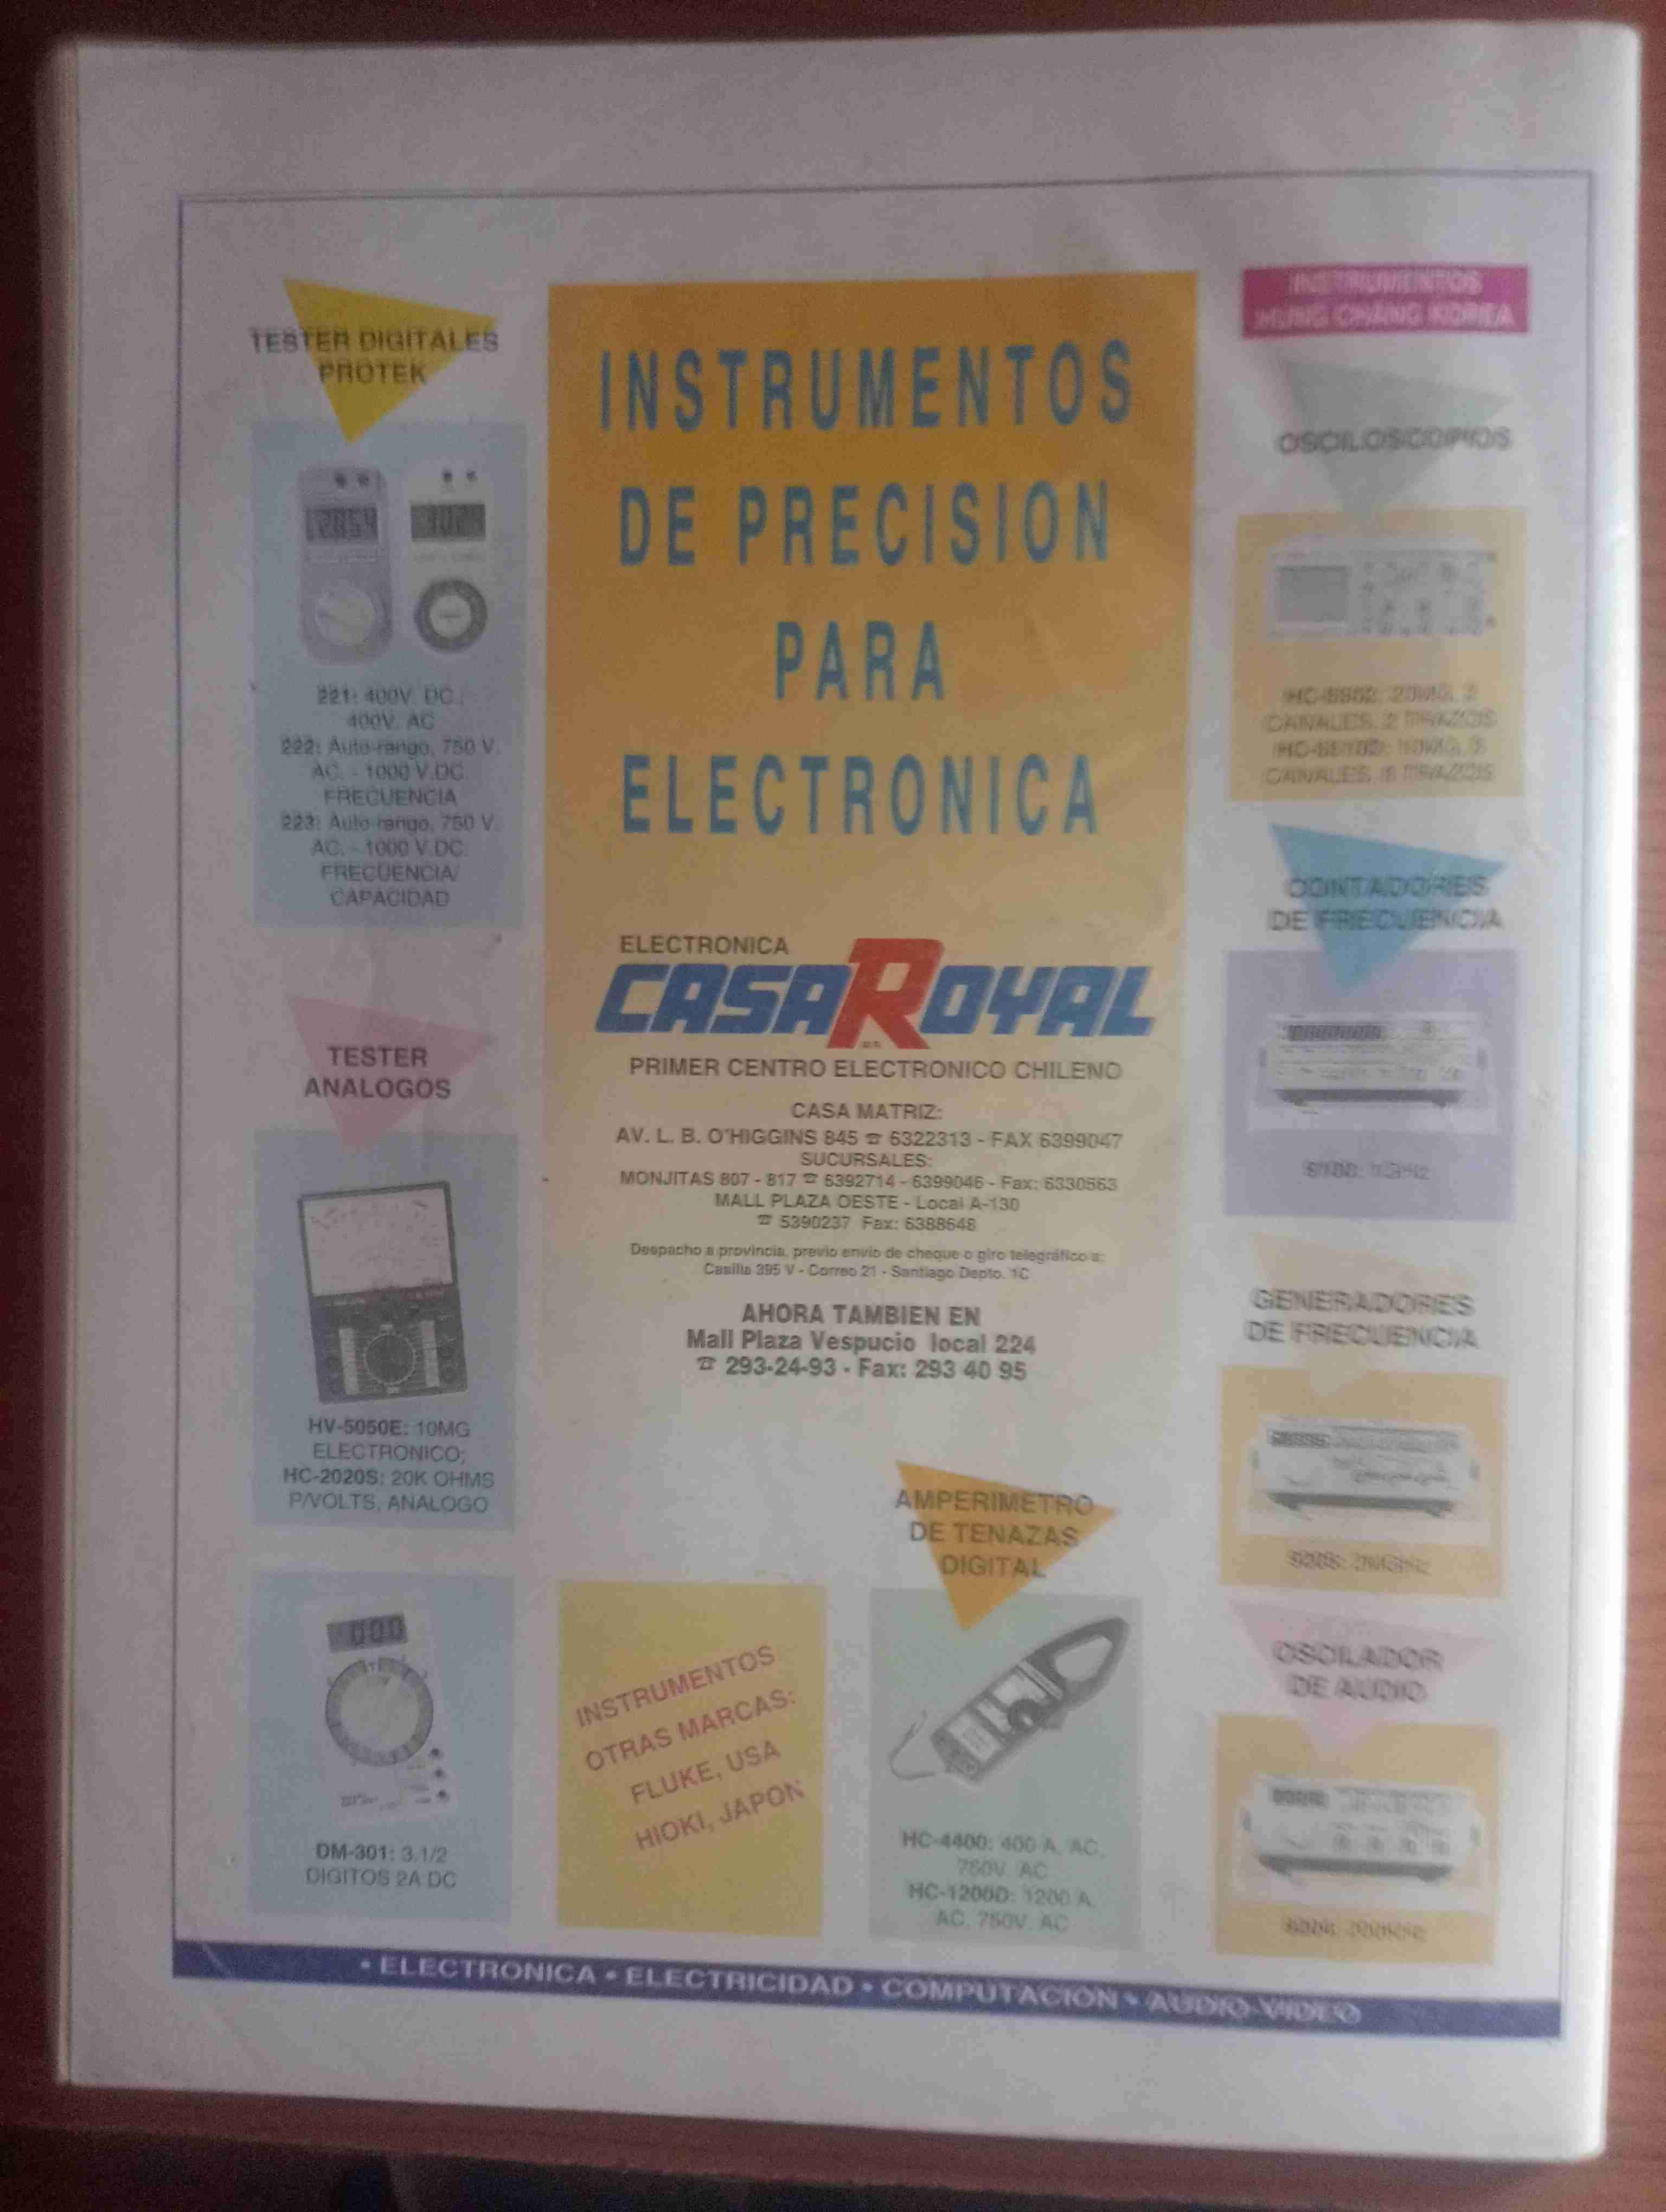 TESTER DIGITALES
PROTEK
221: 400V. DC.;
400V. AC
222: Auto-rango, 750 V.
AC. - 1000 V.DC.
FRECUENCIA
223: Auto-rango, 750 V.
AC. - 1000 V.DC.
FRECUENCIA/
CAPACIDAD
TESTER
ANALOGOS
HV-5050E: 10MG
ELECTRONICO;
HC-2020S: 20K OHMS
P/VOLTS, ANALOGO
000
DM-301: 3.1/2
DIGITOS 2A DC
INSTRUMENTOS
DE PRECISION
PARA
ELECTRONICA
ELECTRONICA
CASAROYAL
M.R.
PRIMER CENTRO ELECTRONICO CHILENO
CASA MATRIZ:
AV. L. B. O'HIGGINS 845 ☎ 6322313 - FAX 6399047
SUCURSALES:
MONJITAS 807 - 817 ☎ 6392714 - 6399046 - Fax: 6330563
MALL PLAZA OESTE - Local A-130
☎ 5390237 Fax: 6388648
Despacho a provincia, previo envio de cheque o giro telegráfico a:
Casilla 395 V - Correo 21 - Santiago Depto. 1C
AHORA TAMBIEN EN
Mall Plaza Vespucio local 224
☎ 293-24-93 - Fax: 293 40 95
INSTRUMENTOS
OTRAS MARCAS:
FLUKE, USA
HIOKI, JAPON
AMPERIMETRO
DE TENAZAS
DIGITAL
HC-4400: 400 A. AC.
750V. AC
HC-1200D: 1200 A.
AC. 750V. AC
INSTRUMENTOS
HUNG CHANG KOREA
OSCILOSCOPIOS
CANALES, 2 TRAZOS
CANALES, TRAZOS
CONTADORES
DE FRECUENCIA
GENERADORES
DE FRECUENCIA
OSCILADOR
DE AUDIO
• ELECTRONICA • ELECTRICIDAD • COMPUTACION • AUDIO-VIDEO